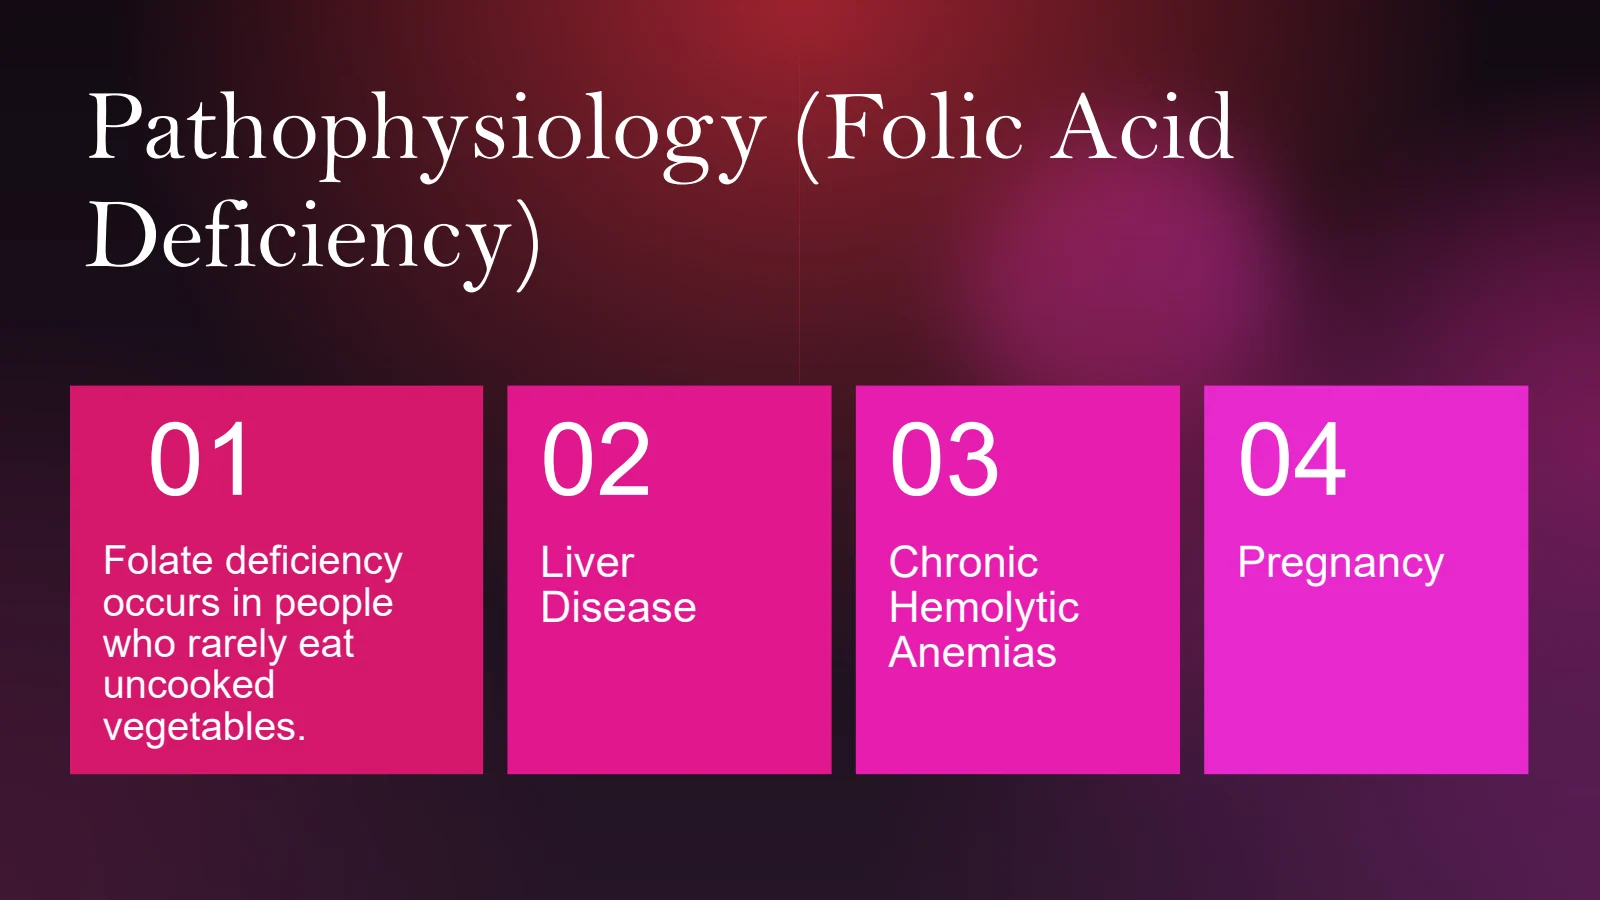 Pathophysiology (Folic Acid
Deficiency)
01
Folate deficiency
occurs in people
who rarely eat
uncooked
vegetables.
02
Liver
Disease
03
Chronic
Hemolytic
Anemias
04
Pregnancy